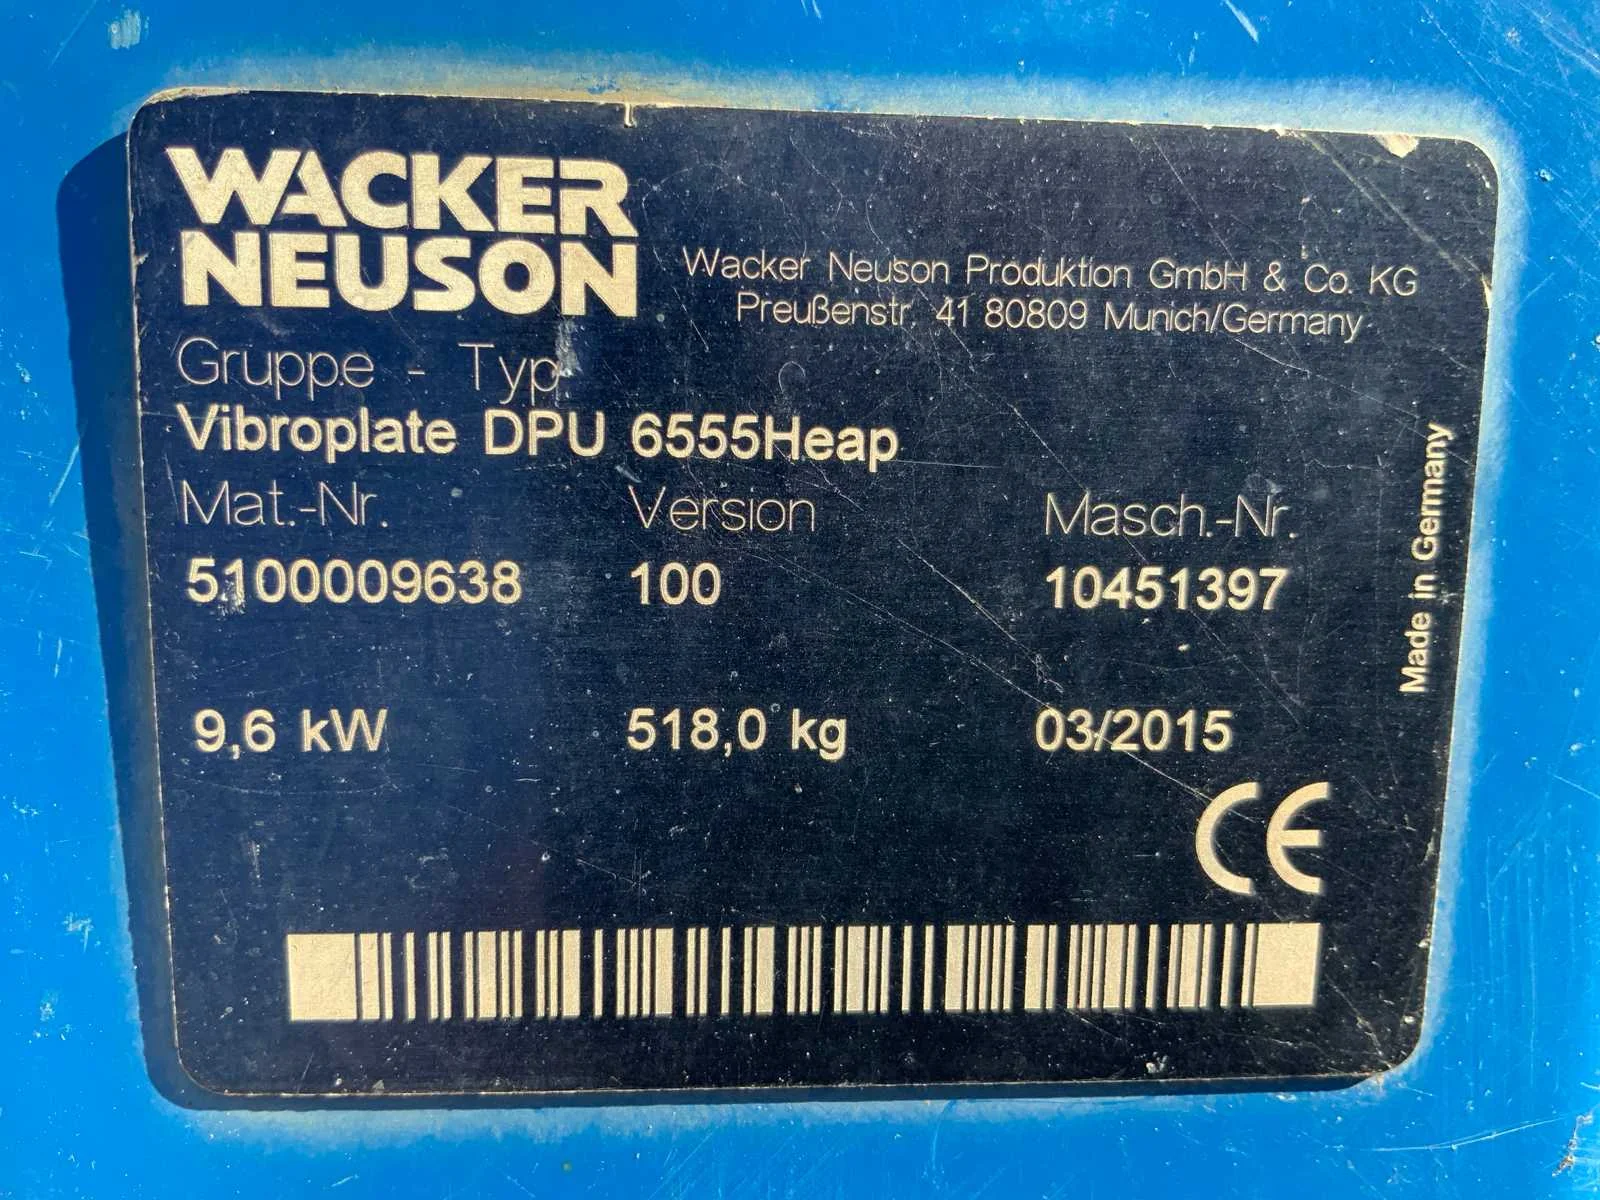 WACKER
NEUSON
Wacker Neuson Produktion GmbH & Co. KG
Preußenstr. 41 80809 Munich/Germany
Gruppe - Typ
Vibroplate DPU 6555Heap
Mat.-Nr. Version Masch.-Nr.
5100009638 100 10451397
9,6 kW 518,0 kg 03/2015
Made in Germany
CE